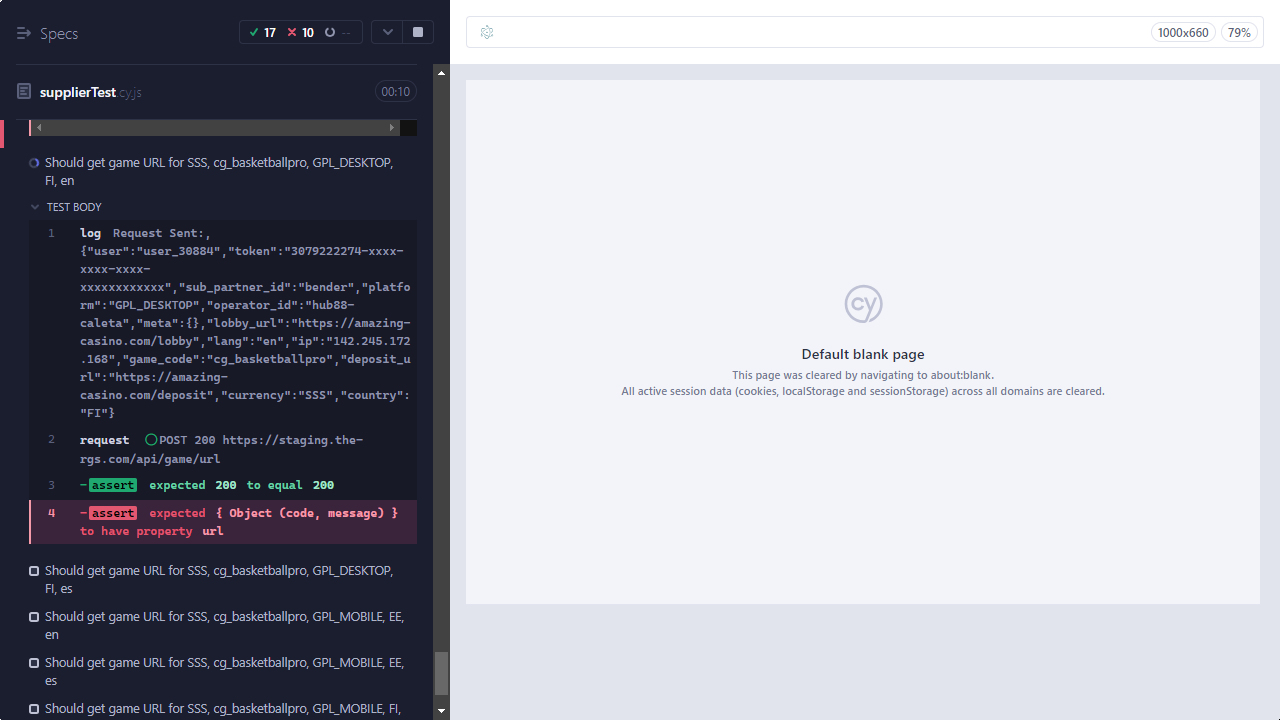 Specs
17 10 --
1000x660 79%
supplierTest.cy.js 00:10
Should get game URL for SSS, cg_basketballpro, GPL_DESKTOP,
FI, en
TEST BODY
1 log Request Sent:,
{"user":"user_30884","token":"3079222274-xxxx-
xxxx-xxxx-
xxxxxxxxxxxx","sub_partner_id":"bender","platfo
rm":"GPL_DESKTOP","operator_id":"hub88-
caleta","meta":{},"lobby_url":"https://amazing-
casino.com/lobby","lang":"en","ip":"142.245.172
.168","game_code":"cg_basketballpro","deposit_u
rl":"https://amazing-
casino.com/deposit","currency":"SSS","country":
"FI"}
2 request POST 200 https://staging.the-
rgs.com/api/game/url
3 -assert expected 200 to equal 200
4 -assert expected { Object (code, message) }
to have property url
Should get game URL for SSS, cg_basketballpro, GPL_DESKTOP,
FI, es
Should get game URL for SSS, cg_basketballpro, GPL_MOBILE, EE,
en
Should get game URL for SSS, cg_basketballpro, GPL_MOBILE, EE,
es
Should get game URL for SSS, cg_basketballpro, GPL_MOBILE, FI,
cy
Default blank page
This page was cleared by navigating to about:blank.
All active session data (cookies, localStorage and sessionStorage) across all domains are cleared.